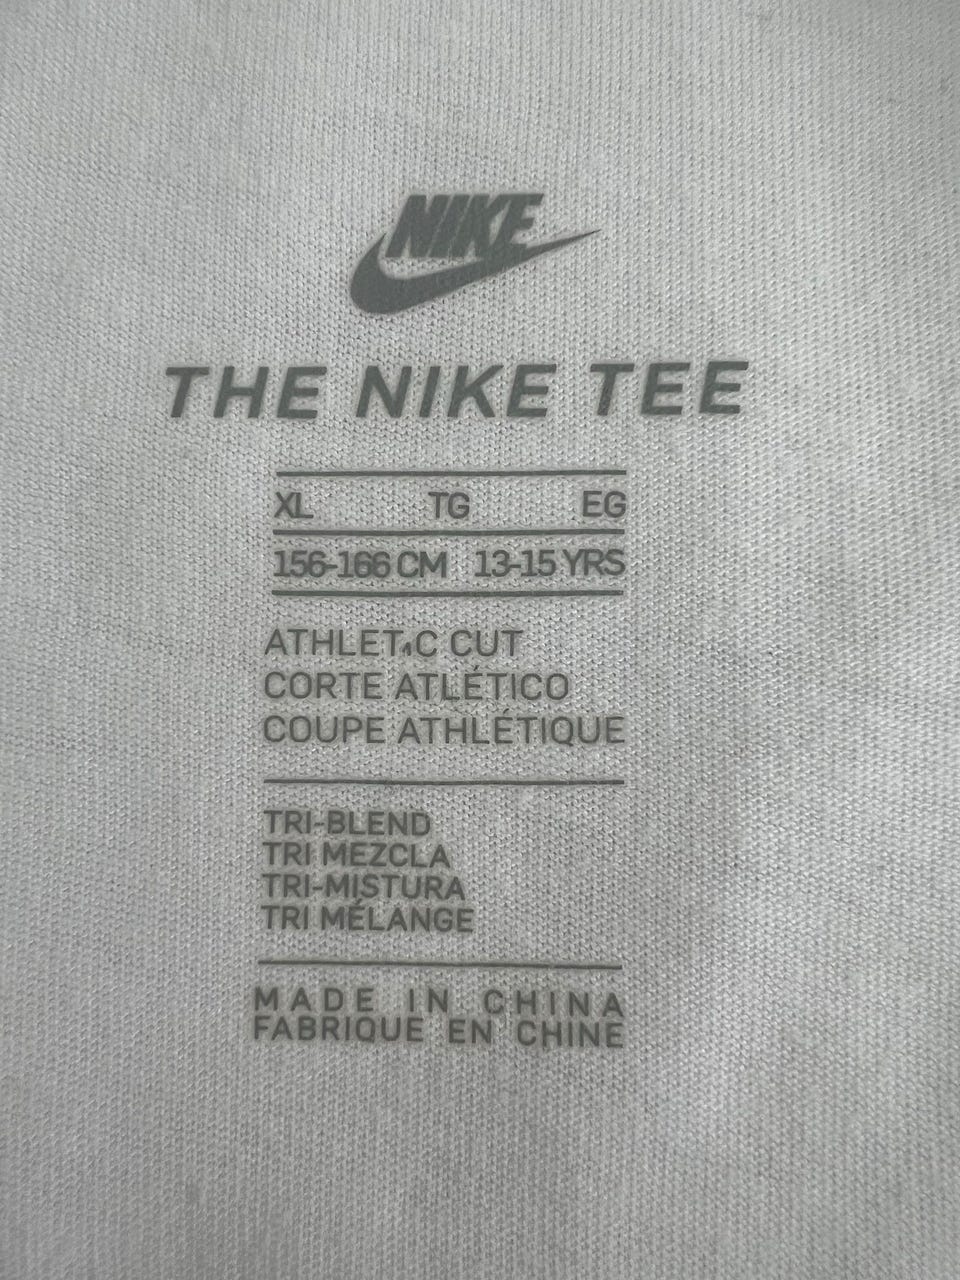 NIKE
THE NIKE TEE
XL TG EG
156-166 CM 13-15 YRS
ATHLETIC CUT
CORTE ATLÉTICO
COUPE ATHLÉTIQUE
TRI-BLEND
TRI MEZCLA
TRI-MISTURA
TRI MÉLANGE
MADE IN CHINA
FABRIQUE EN CHINE